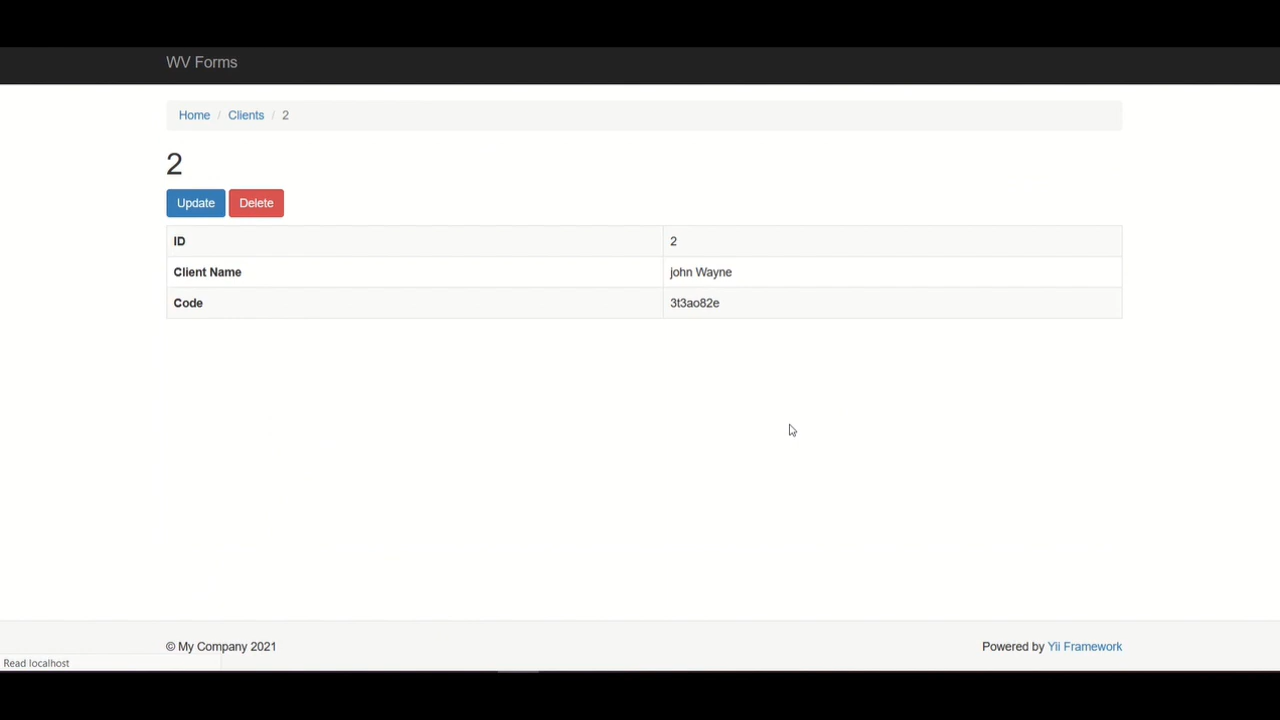 WV Forms
Home / Clients / 2
2
Update Delete
ID 2
Client Name john Wayne
Code 3t3ao82e
© My Company 2021 Powered by Yii Framework
Read localhost